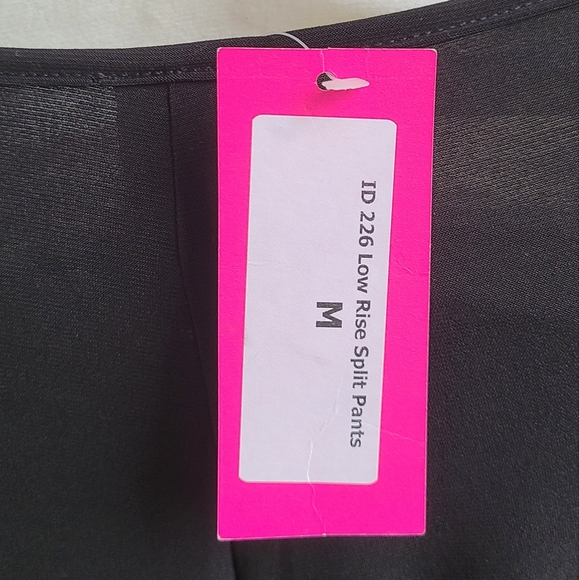 ID 226 Low Rise Split Pants
M